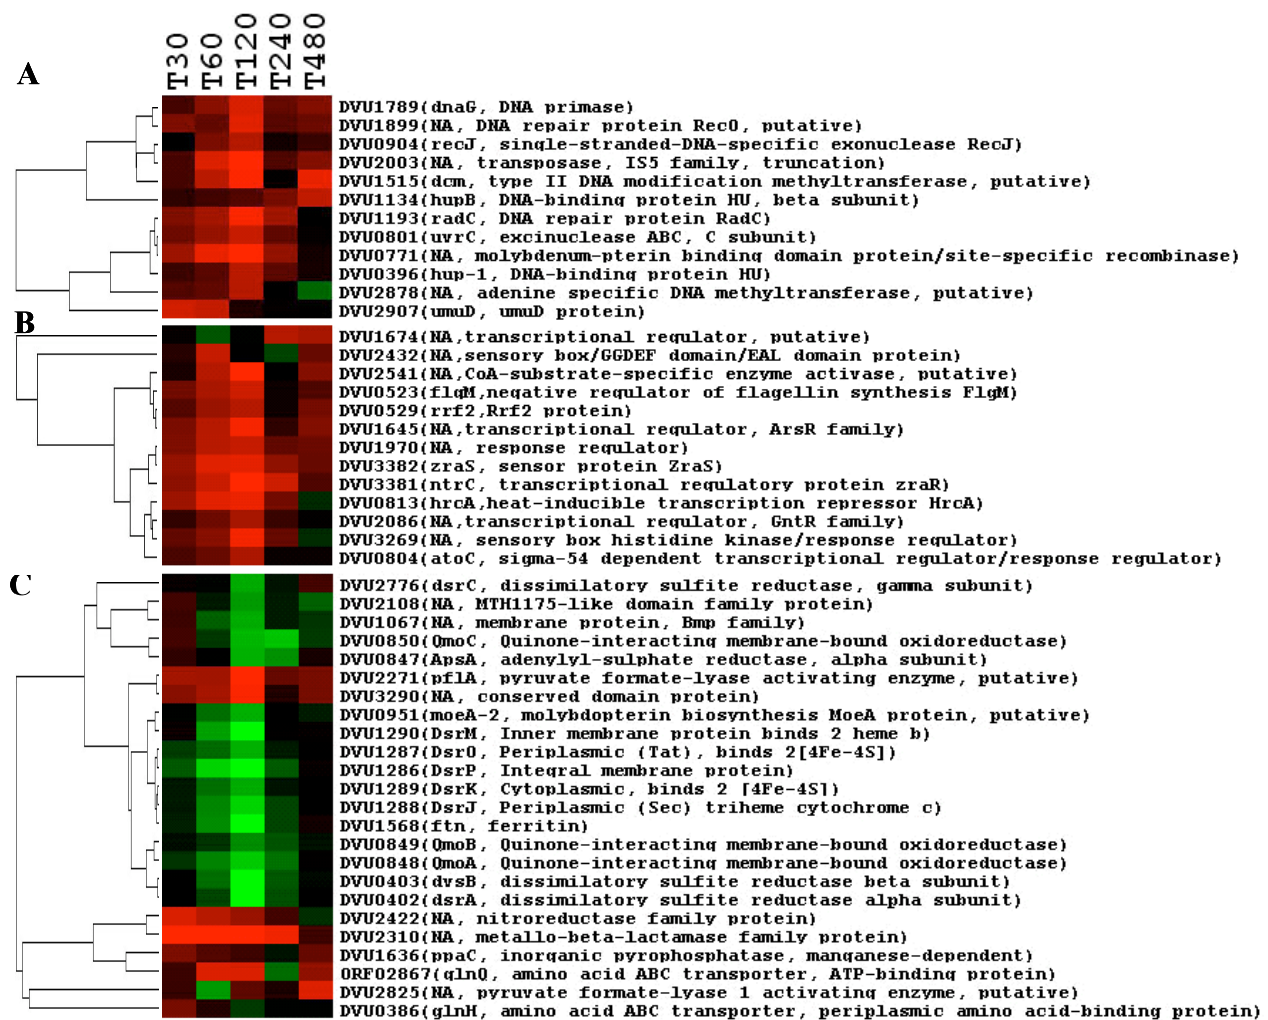 T30 T60 T120 T240 T480
A
DVU1789(dnaG, DNA primase)
DVU1899(NA, DNA repair protein RecO, putative)
DVU0904(recJ, single-stranded-DNA-specific exonuclease RecJ)
DVU2003(NA, transposase, IS5 family, truncation)
DVU1515(dcm, type II DNA modification methyltransferase, putative)
DVU1134(hupB, DNA-binding protein HU, beta subunit)
DVU1193(radC, DNA repair protein RadC)
DVU0801(uvrC, excinuclease ABC, C subunit)
DVU0771(NA, molybdenum-pterin binding domain protein/site-specific recombinase)
DVU0396(hup-1, DNA-binding protein HU)
DVU2878(NA, adenine specific DNA methyltransferase, putative)
DVU2907(umuD, umuD protein)
B
DVU1674(NA,transcriptional regulator, putative)
DVU2432(NA,sensory box/GGDEF domain/EAL domain protein)
DVU2541(NA,CoA-substrate-specific enzyme activase, putative)
DVU0523(flgM,negative regulator of flagellin synthesis FlgM)
DVU0529(rrf2,Rrf2 protein)
DVU1645(NA,transcriptional regulator, ArsR family)
DVU1970(NA, response regulator)
DVU3382(zraS, sensor protein ZraS)
DVU3381(ntrC, transcriptional regulatory protein zraR)
DVU0813(hrcA,heat-inducible transcription repressor HrcA)
DVU2086(NA,transcriptional regulator, GntR family)
DVU3269(NA, sensory box histidine kinase/response regulator)
DVU0804(atoC, sigma-54 dependent transcriptional regulator/response regulator)
C
DVU2776(dsrC, dissimilatory sulfite reductase, gamma subunit)
DVU2108(NA, MTH1175-like domain family protein)
DVU1067(NA, membrane protein, Bmp family)
DVU0850(QmoC, Quinone-interacting membrane-bound oxidoreductase)
DVU0847(ApsA, adenylyl-sulphate reductase, alpha subunit)
DVU2271(pflA, pyruvate formate-lyase activating enzyme, putative)
DVU3290(NA, conserved domain protein)
DVU0951(moeA-2, molybdopterin biosynthesis MoeA protein, putative)
DVU1290(DsrM, Inner membrane protein binds 2 heme b)
DVU1287(DsrO, Periplasmic (Tat), binds 2[4Fe-4S])
DVU1286(DsrP, Integral membrane protein)
DVU1289(DsrK, Cytoplasmic, binds 2 [4Fe-4S])
DVU1288(DsrJ, Periplasmic (Sec) triheme cytochrome c)
DVU1568(ftn, ferritin)
DVU0849(QmoB, Quinone-interacting membrane-bound oxidoreductase)
DVU0848(QmoA, Quinone-interacting membrane-bound oxidoreductase)
DVU0403(dvsB, dissimilatory sulfite reductase beta subunit)
DVU0402(dsrA, dissimilatory sulfite reductase alpha subunit)
DVU2422(NA, nitroreductase family protein)
DVU2310(NA, metallo-beta-lactamase family protein)
DVU1636(ppaC, inorganic pyrophosphatase, manganese-dependent)
ORF02867(glnQ, amino acid ABC transporter, ATP-binding protein)
DVU2825(NA, pyruvate formate-lyase 1 activating enzyme, putative)
DVU0386(glnH, amino acid ABC transporter, periplasmic amino acid-binding protein)